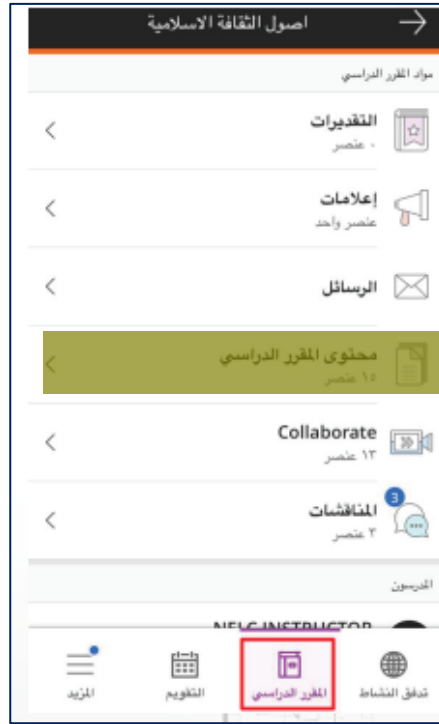 اصول الثقافة الاسلامية
مواد المقرر الدراسي
التقديرات
٠ عنصر
إعلامات
عنصر واحد
الرسائل
محتوى المقرر الدراسي
١٥ عنصر
Collaborate
١٣ عنصر
3
المناقشات
٣ عنصر
المدرسون
NELC INSTRUCTOR
تدفق النشاط
المقرر الدراسي
التقويم
المزيد